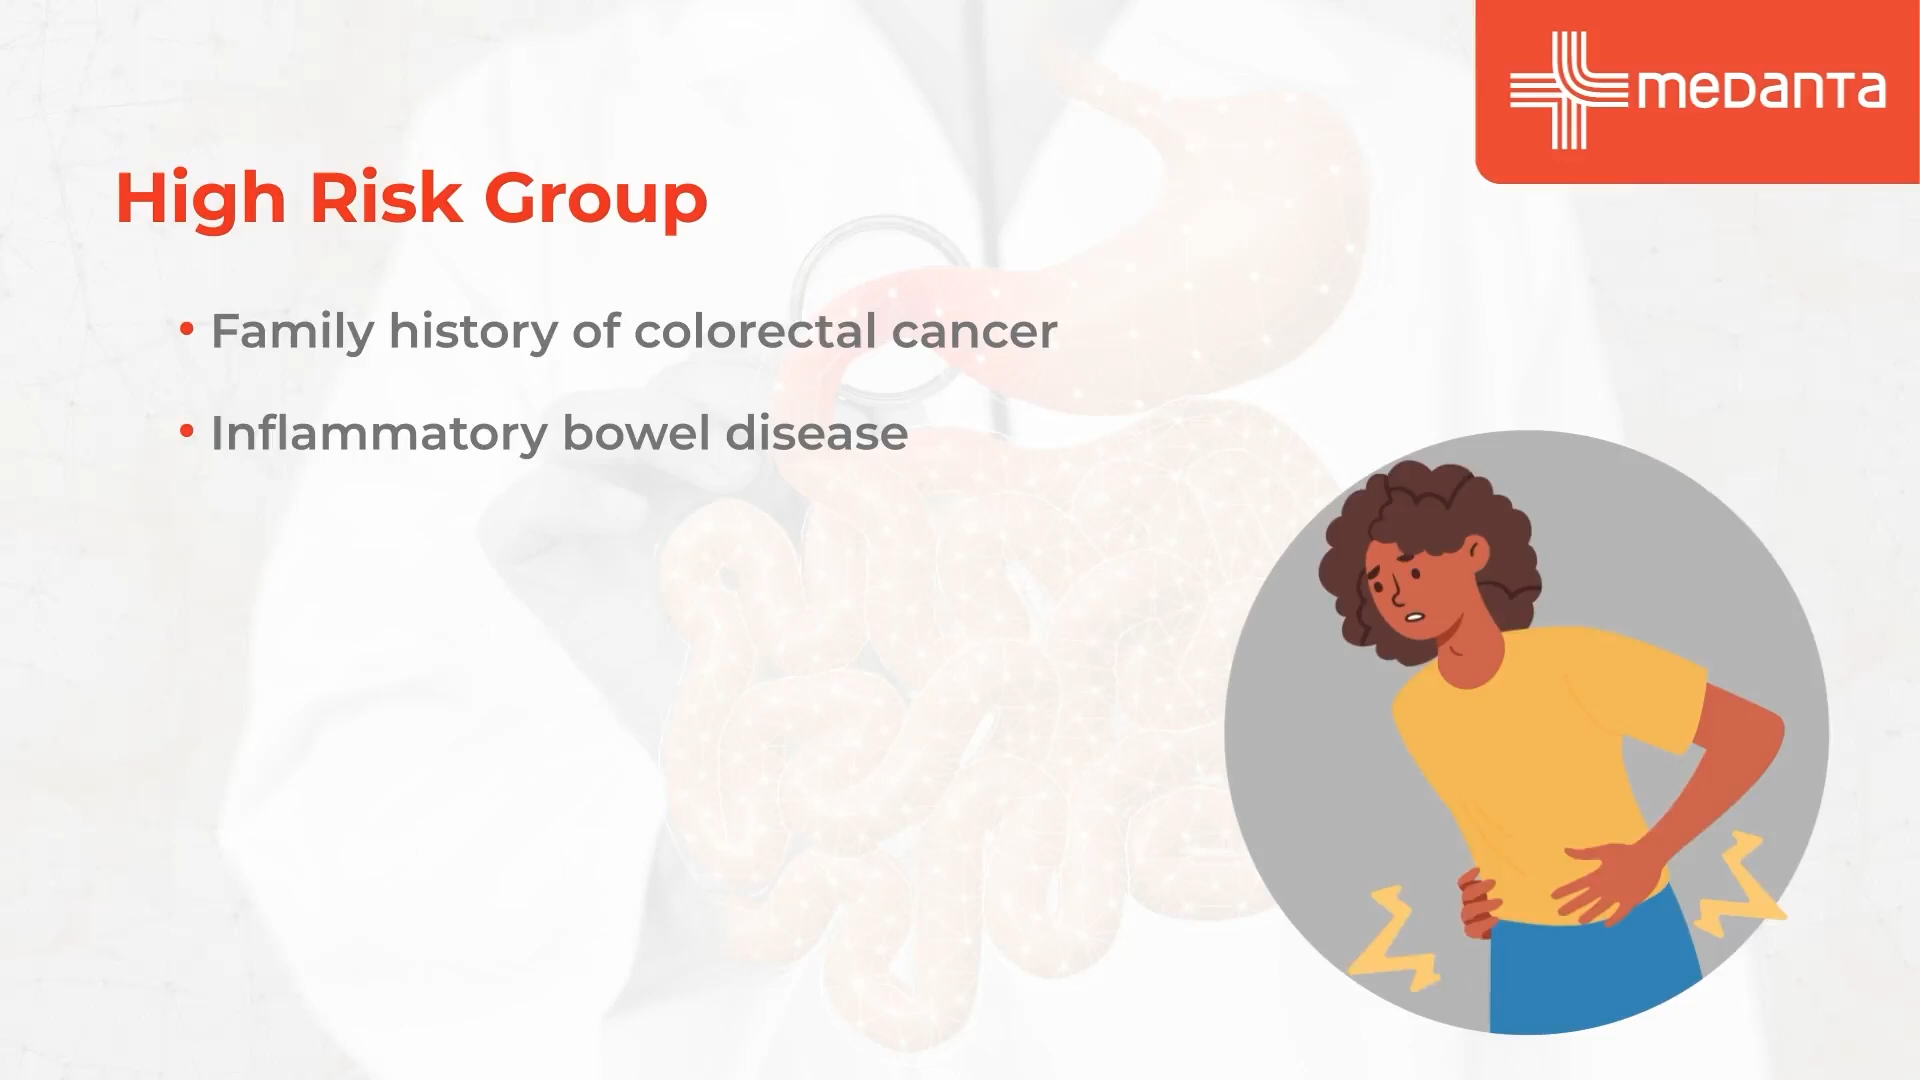 medanta
High Risk Group
• Family history of colorectal cancer
• Inflammatory bowel disease